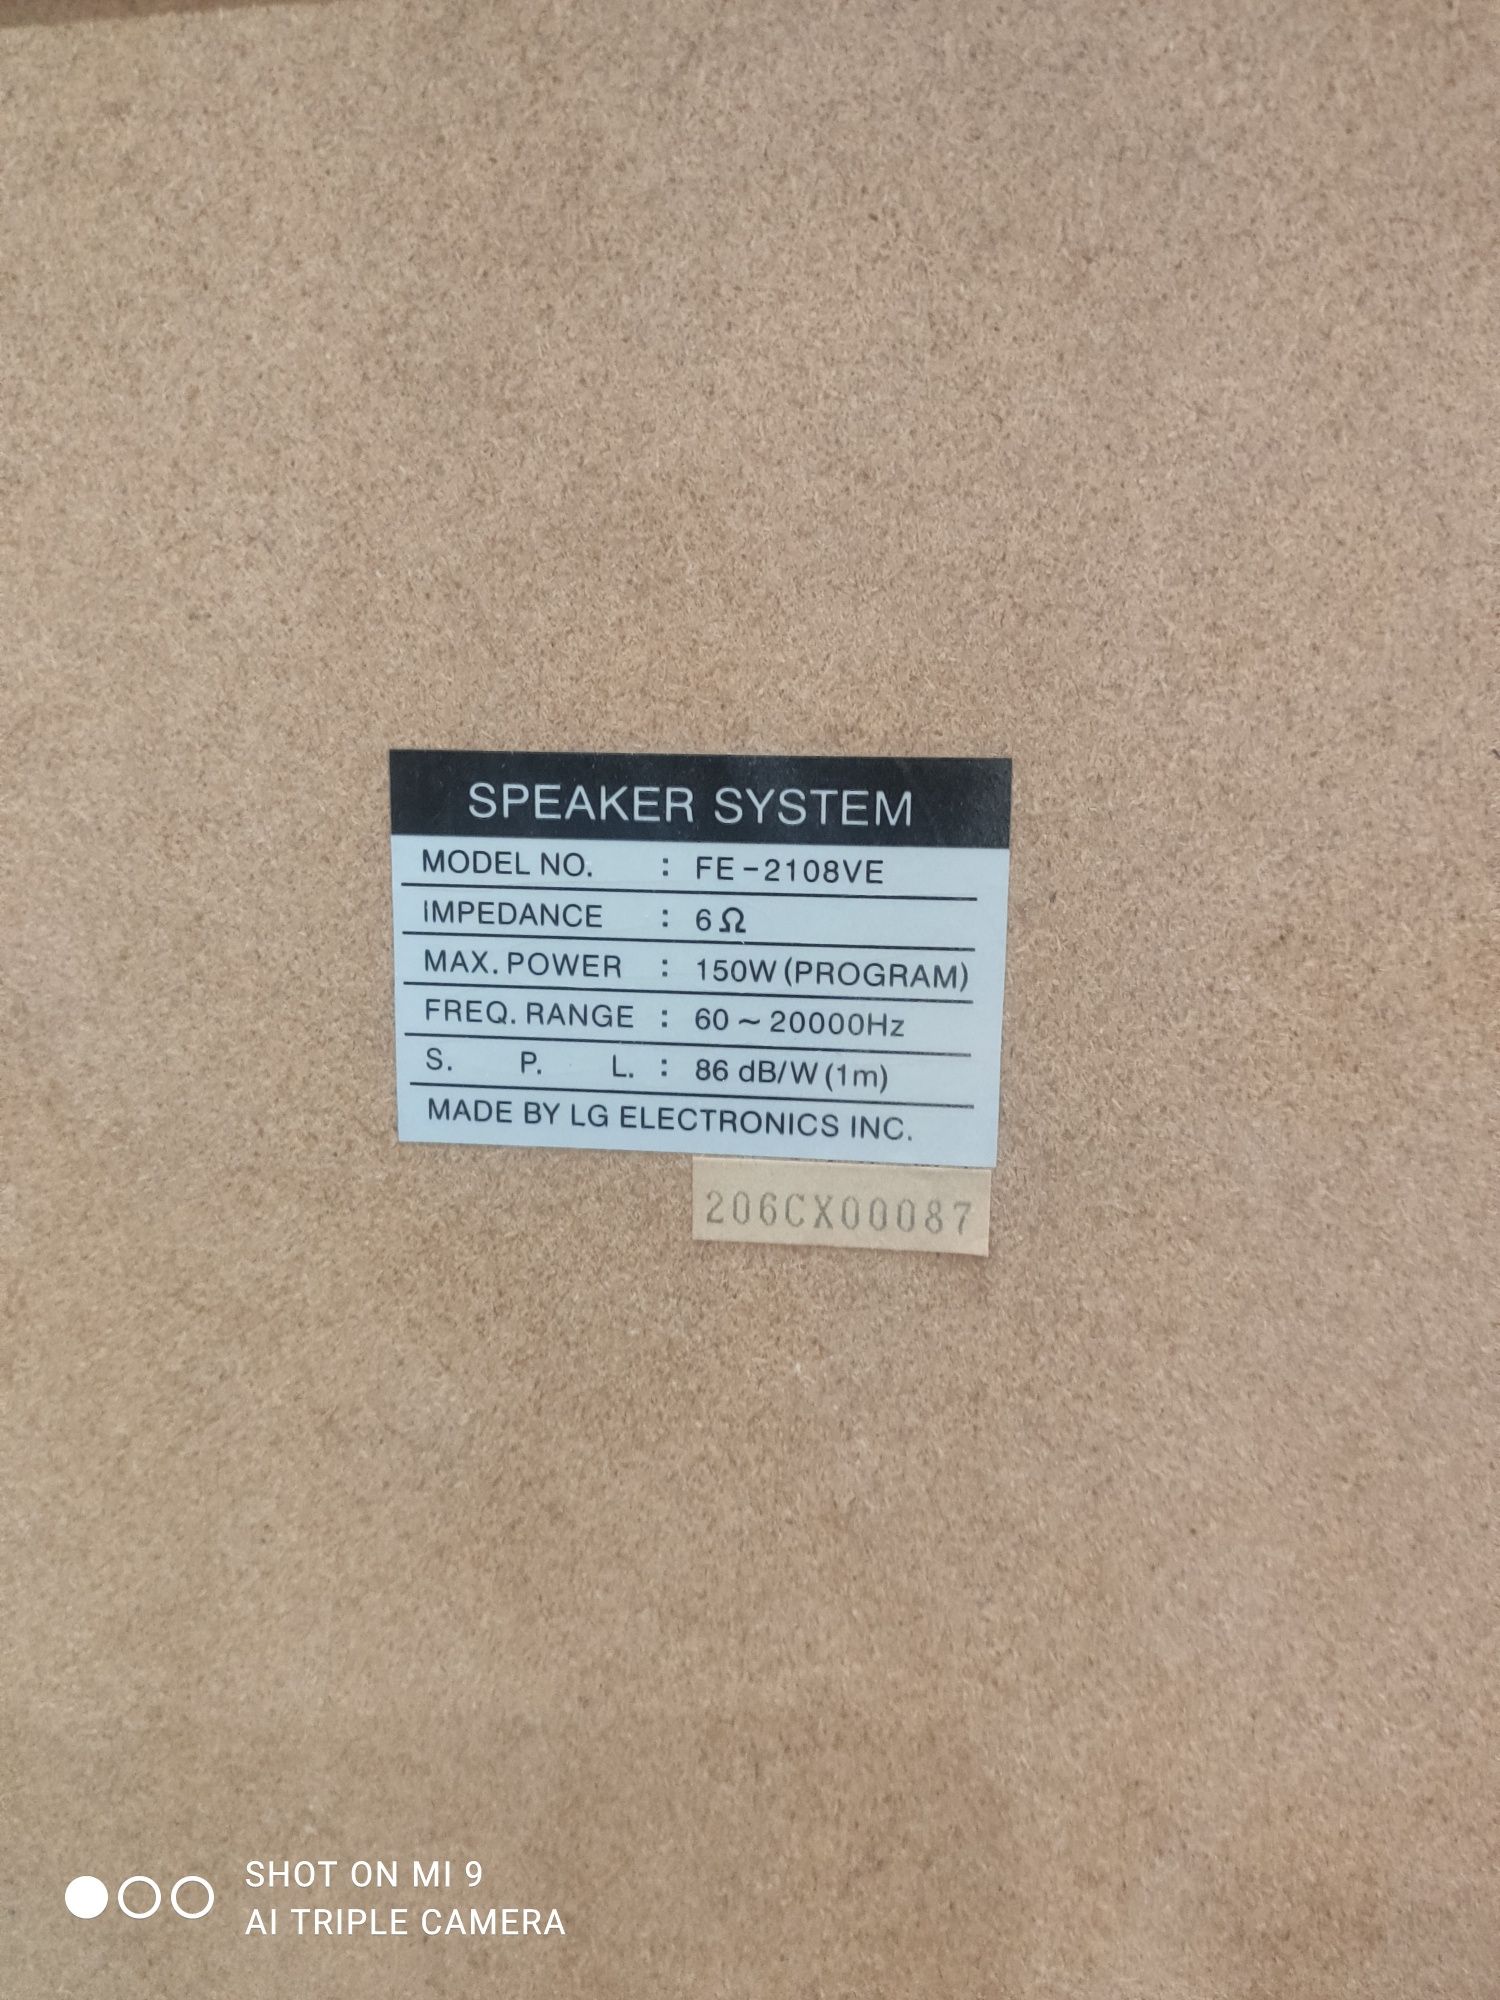 SPEAKER SYSTEM
MODEL NO. : FE-2108VE
IMPEDANCE : 6Ω
MAX. POWER : 150W (PROGRAM)
FREQ. RANGE : 60 ~ 20000Hz
S. P. L. : 86 dB/W (1m)
MADE BY LG ELECTRONICS INC.
206CX00087
SHOT ON MI 9
AI TRIPLE CAMERA